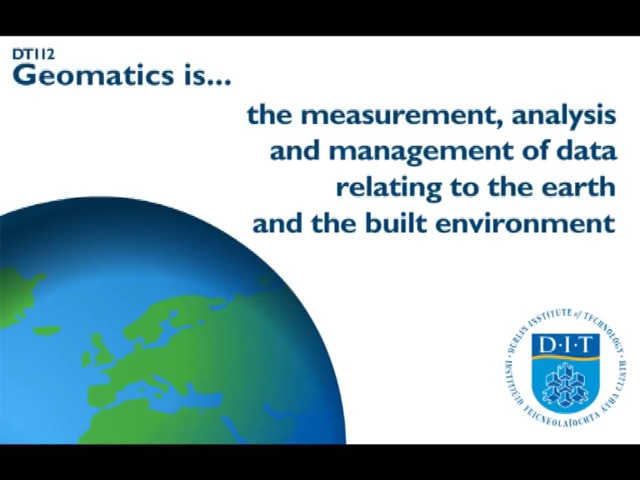 DT112
Geomatics is...
the measurement, analysis
and management of data
relating to the earth
and the built environment
DUBLIN INSTITUTE of TECHNOLOGY
D·I·T
INSTITIÚID TEICNEOLAÍOCHTA ÁTHA CLIATH